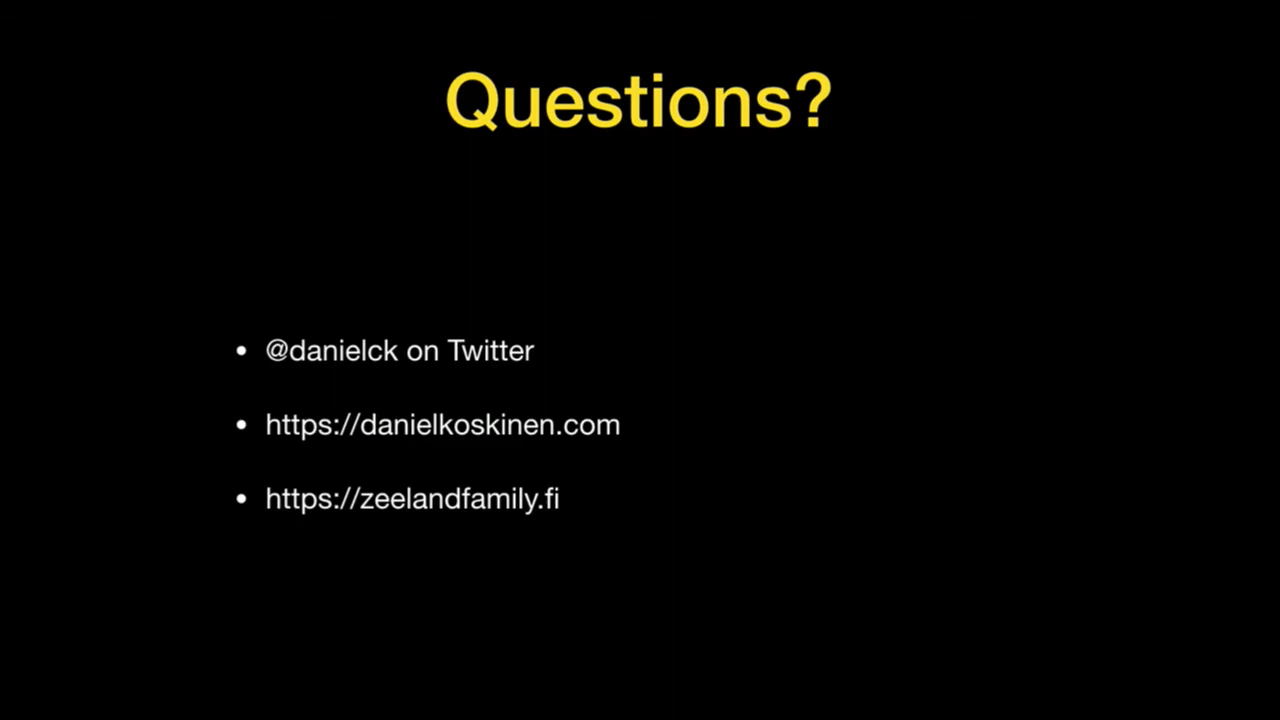 Questions?
• @danielck on Twitter
• https://danielkoskinen.com
• https://zeelandfamily.fi